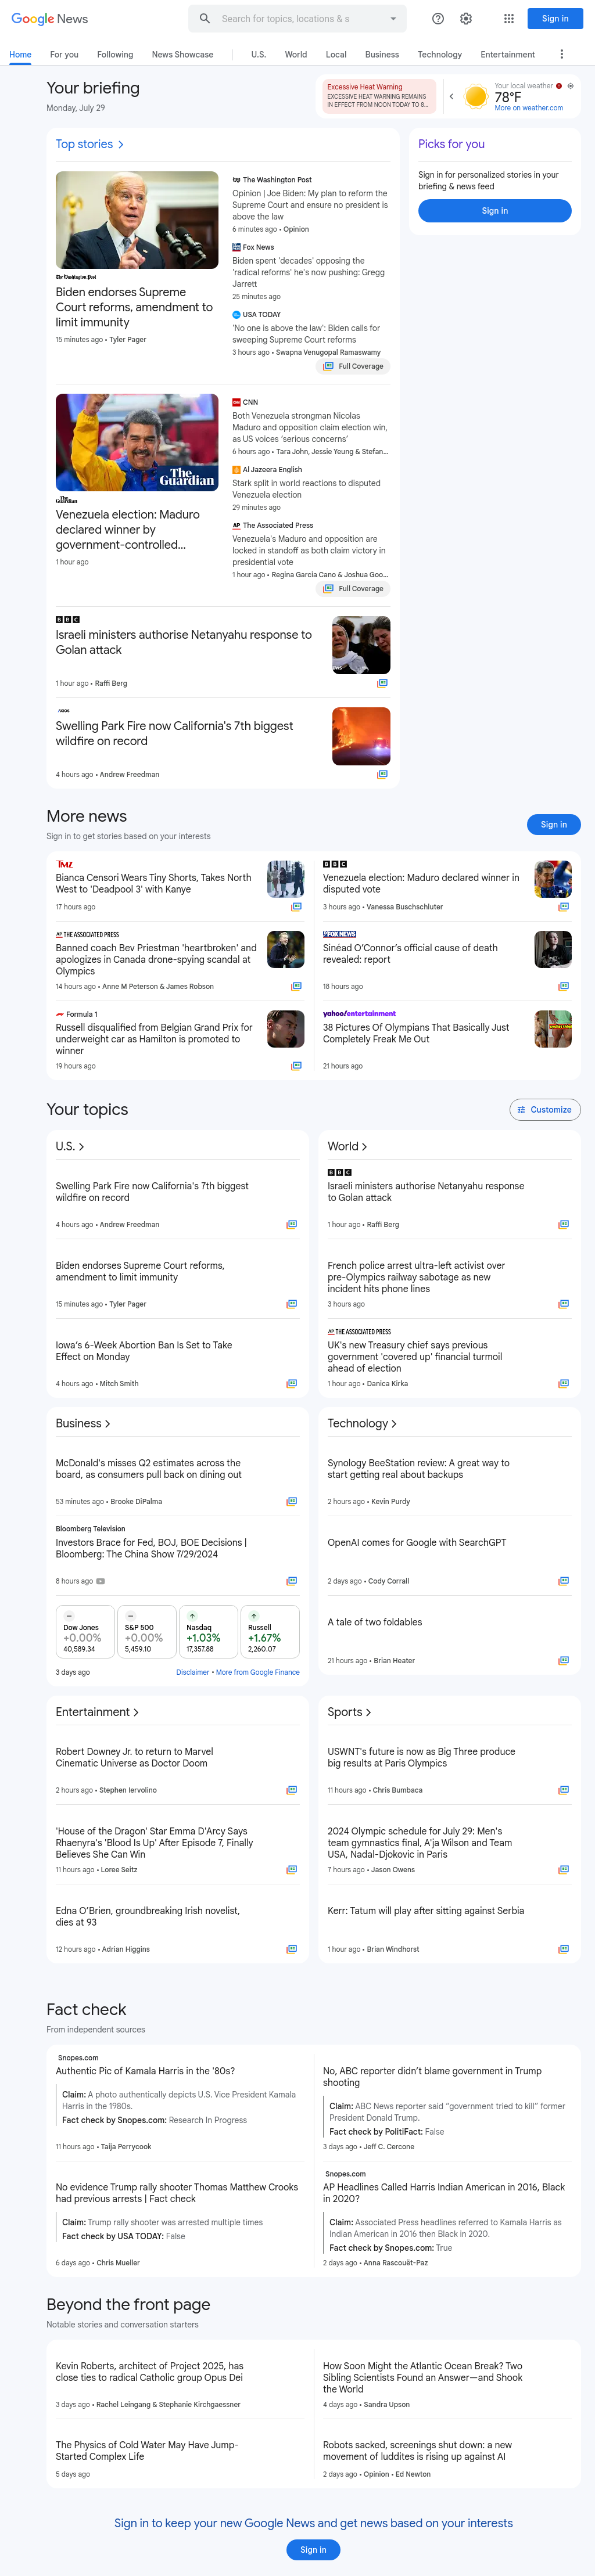 Google News
Search for topics, locations & s
Sign in
Home
For you
Following
News Showcase
U.S.
World
Local
Business
Technology
Entertainment
Your briefing
Monday, July 29
Excessive Heat Warning
EXCESSIVE HEAT WARNING REMAINS
IN EFFECT FROM NOON TODAY TO 8...
Your local weather
78°F
More on weather.com
Top stories
The Washington Post
Biden endorses Supreme
Court reforms, amendment to
limit immunity
15 minutes ago • Tyler Pager
The Washington Post
Opinion | Joe Biden: My plan to reform the
Supreme Court and ensure no president is
above the law
6 minutes ago • Opinion
Fox News
Biden spent 'decades' opposing the
'radical reforms' he's now pushing: Gregg
Jarrett
25 minutes ago
USA TODAY
'No one is above the law': Biden calls for
sweeping Supreme Court reforms
3 hours ago • Swapna Venugopal Ramaswamy
Full Coverage
Picks for you
Sign in for personalized stories in your
briefing & news feed
Sign in
The Guardian
The Guardian
Venezuela election: Maduro
declared winner by
government-controlled...
1 hour ago
CNN
Both Venezuela strongman Nicolas
Maduro and opposition claim election win,
as US voices ‘serious concerns’
6 hours ago • Tara John, Jessie Yeung & Stefan...
Al Jazeera English
Stark split in world reactions to disputed
Venezuela election
29 minutes ago
The Associated Press
Venezuela's Maduro and opposition are
locked in standoff as both claim victory in
presidential vote
1 hour ago • Regina Garcia Cano & Joshua Goo...
Full Coverage
BBC
Israeli ministers authorise Netanyahu response to
Golan attack
1 hour ago • Raffi Berg
Swelling Park Fire now California's 7th biggest
wildfire on record
4 hours ago • Andrew Freedman
More news
Sign in to get stories based on your interests
Sign in
TMZ
Bianca Censori Wears Tiny Shorts, Takes North
West to 'Deadpool 3' with Kanye
17 hours ago
BBC
Venezuela election: Maduro declared winner in
disputed vote
3 hours ago • Vanessa Buschschluter
AP THE ASSOCIATED PRESS
Banned coach Bev Priestman 'heartbroken' and
apologizes in Canada drone-spying scandal at
Olympics
14 hours ago • Anne M Peterson & James Robson
FOX NEWS
Sinéad O’Connor’s official cause of death
revealed: report
18 hours ago
Formula 1
Russell disqualified from Belgian Grand Prix for
underweight car as Hamilton is promoted to
winner
19 hours ago
yahoo!entertainment
38 Pictures Of Olympians That Basically Just
Completely Freak Me Out
21 hours ago
Your topics
Customize
U.S.
Swelling Park Fire now California's 7th biggest
wildfire on record
4 hours ago • Andrew Freedman
Biden endorses Supreme Court reforms,
amendment to limit immunity
15 minutes ago • Tyler Pager
Iowa’s 6-Week Abortion Ban Is Set to Take
Effect on Monday
4 hours ago • Mitch Smith
World
BBC
Israeli ministers authorise Netanyahu response
to Golan attack
1 hour ago • Raffi Berg
French police arrest ultra-left activist over
pre-Olympics railway sabotage as new
incident hits phone lines
3 hours ago
AP THE ASSOCIATED PRESS
UK's new Treasury chief says previous
government 'covered up' financial turmoil
ahead of election
1 hour ago • Danica Kirka
Business
McDonald's misses Q2 estimates across the
board, as consumers pull back on dining out
53 minutes ago • Brooke DiPalma
Bloomberg Television
Investors Brace for Fed, BOJ, BOE Decisions |
Bloomberg: The China Show 7/29/2024
8 hours ago
Dow Jones
+0.00%
40,589.34
S&P 500
+0.00%
5,459.10
Nasdaq
+1.03%
17,357.88
Russell
+1.67%
2,260.07
3 days ago
Disclaimer • More from Google Finance
Technology
Synology BeeStation review: A great way to
start getting real about backups
2 hours ago • Kevin Purdy
OpenAI comes for Google with SearchGPT
2 days ago • Cody Corrall
A tale of two foldables
21 hours ago • Brian Heater
Entertainment
Robert Downey Jr. to return to Marvel
Cinematic Universe as Doctor Doom
2 hours ago • Stephen Iervolino
'House of the Dragon' Star Emma D'Arcy Says
Rhaenyra's 'Blood Is Up' After Episode 7, Finally
Believes She Can Win
11 hours ago • Loree Seitz
Edna O’Brien, groundbreaking Irish novelist,
dies at 93
12 hours ago • Adrian Higgins
Sports
USWNT's future is now as Big Three produce
big results at Paris Olympics
11 hours ago • Chris Bumbaca
2024 Olympic schedule for July 29: Men's
team gymnastics final, A'ja Wilson and Team
USA, Nadal-Djokovic in Paris
7 hours ago • Jason Owens
Kerr: Tatum will play after sitting against Serbia
1 hour ago • Brian Windhorst
Fact check
From independent sources
Snopes.com
Authentic Pic of Kamala Harris in the '80s?
Claim: A photo authentically depicts U.S. Vice President Kamala
Harris in the 1980s.
Fact check by Snopes.com: Research In Progress
11 hours ago • Taija Perrycook
No, ABC reporter didn’t blame government in Trump
shooting
Claim: ABC News reporter said “government tried to kill” former
President Donald Trump.
Fact check by PolitiFact: False
3 days ago • Jeff C. Cercone
No evidence Trump rally shooter Thomas Matthew Crooks
had previous arrests | Fact check
Claim: Trump rally shooter was arrested multiple times
Fact check by USA TODAY: False
6 days ago • Chris Mueller
Snopes.com
AP Headlines Called Harris Indian American in 2016, Black
in 2020?
Claim: Associated Press headlines referred to Kamala Harris as
Indian American in 2016 then Black in 2020.
Fact check by Snopes.com: True
2 days ago • Anna Rascouët-Paz
Beyond the front page
Notable stories and conversation starters
Kevin Roberts, architect of Project 2025, has
close ties to radical Catholic group Opus Dei
3 days ago • Rachel Leingang & Stephanie Kirchgaessner
How Soon Might the Atlantic Ocean Break? Two
Sibling Scientists Found an Answer—and Shook
the World
4 days ago • Sandra Upson
The Physics of Cold Water May Have Jump-
Started Complex Life
5 days ago
Robots sacked, screenings shut down: a new
movement of luddites is rising up against AI
2 days ago • Opinion • Ed Newton
Sign in to keep your new Google News and get news based on your interests
Sign in